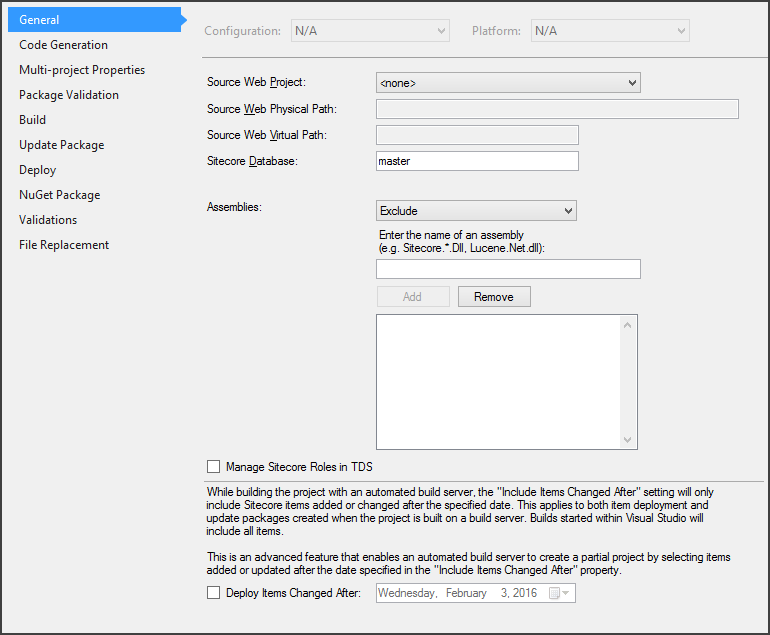 General
Code Generation
Multi-project Properties
Package Validation
Build
Update Package
Deploy
NuGet Package
Validations
File Replacement
Configuration: N/A Platform: N/A
Source Web Project: <none>
Source Web Physical Path:
Source Web Virtual Path:
Sitecore Database: master
Assemblies: Exclude
Enter the name of an assembly
(e.g. Sitecore.*.Dll, Lucene.Net.dll):
Add Remove
Manage Sitecore Roles in TDS
While building the project with an automated build server, the "Include Items Changed After" setting will only
include Sitecore items added or changed after the specified date. This applies to both item deployment and
update packages created when the project is built on a build server. Builds started within Visual Studio will
include all items.
This is an advanced feature that enables an automated build server to create a partial project by selecting items
added or updated after the date specified in the "Include Items Changed After" property.
Deploy Items Changed After: Wednesday, February 3, 2016